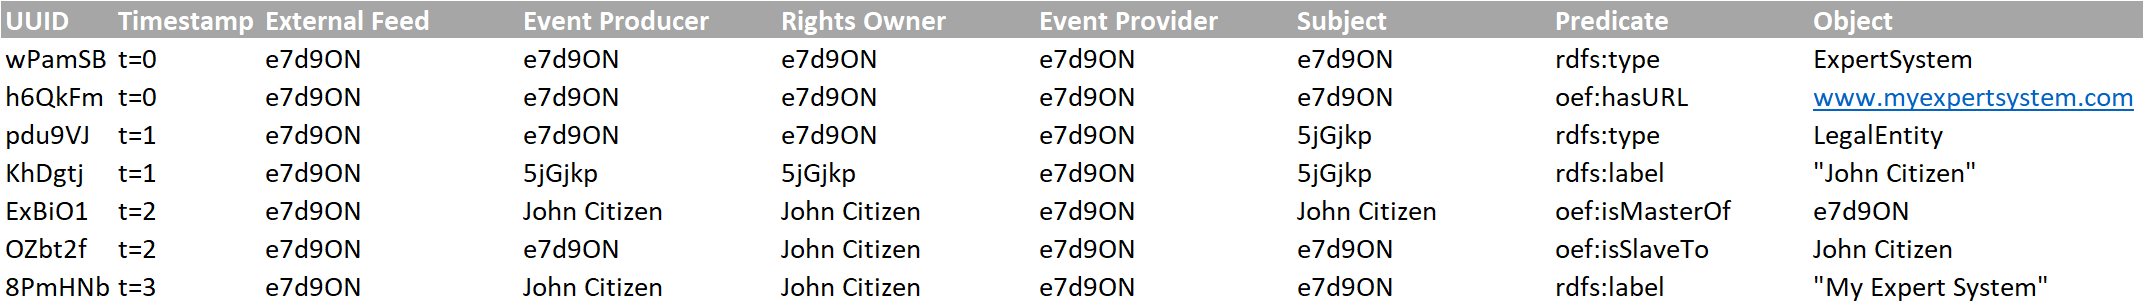 UUID Timestamp External Feed Event Producer Rights Owner Event Provider Subject Predicate Object
wPamSB t=0 e7d9ON e7d9ON e7d9ON e7d9ON e7d9ON rdfs:type ExpertSystem
h6QkFm t=0 e7d9ON e7d9ON e7d9ON e7d9ON e7d9ON oef:hasURL www.myexpertsystem.com
pdu9VJ t=1 e7d9ON e7d9ON e7d9ON e7d9ON 5jGjkp rdfs:type LegalEntity
KhDgtj t=1 e7d9ON 5jGjkp 5jGjkp e7d9ON 5jGjkp rdfs:label "John Citizen"
ExBiO1 t=2 e7d9ON John Citizen John Citizen e7d9ON John Citizen oef:isMasterOf e7d9ON
OZbt2f t=2 e7d9ON e7d9ON John Citizen e7d9ON e7d9ON oef:isSlaveTo John Citizen
8PmHNb t=3 e7d9ON John Citizen John Citizen e7d9ON e7d9ON rdfs:label "My Expert System"